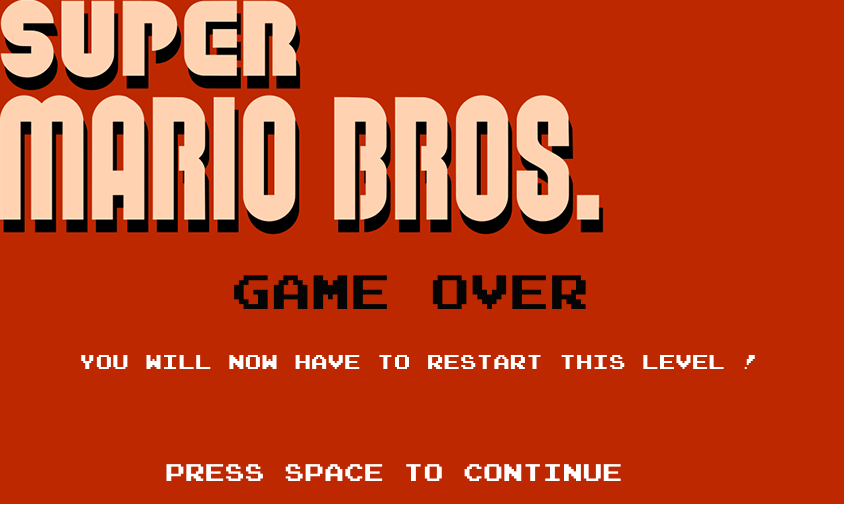 SUPER
MARIO BROS.
GAME OVER
YOU WILL NOW HAVE TO RESTART THIS LEVEL !
PRESS SPACE TO CONTINUE